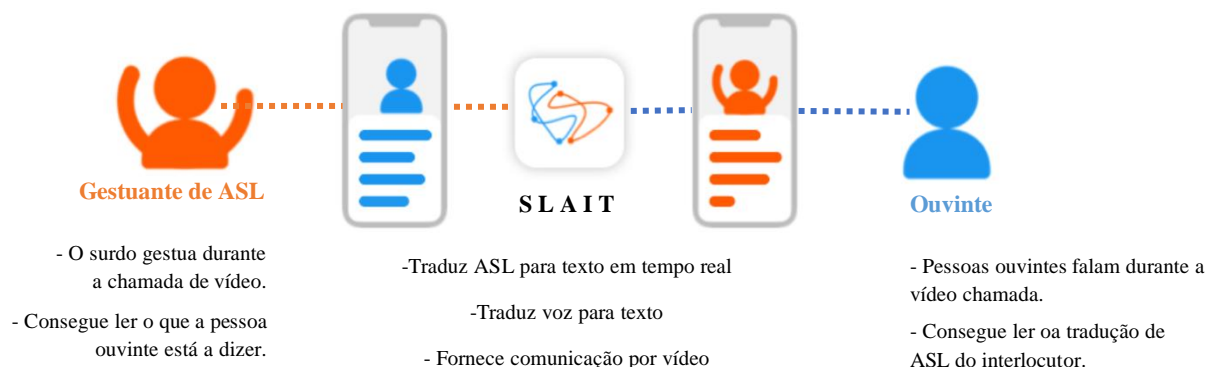 Gestuante de ASL
- O surdo gestua durante
a chamada de vídeo.
- Consegue ler o que a pessoa
ouvinte está a dizer.
S L A I T
-Traduz ASL para texto em tempo real
-Traduz voz para texto
- Fornece comunicação por vídeo
Ouvinte
- Pessoas ouvintes falam durante a
vídeo chamada.
- Consegue ler oa tradução de
ASL do interlocutor.